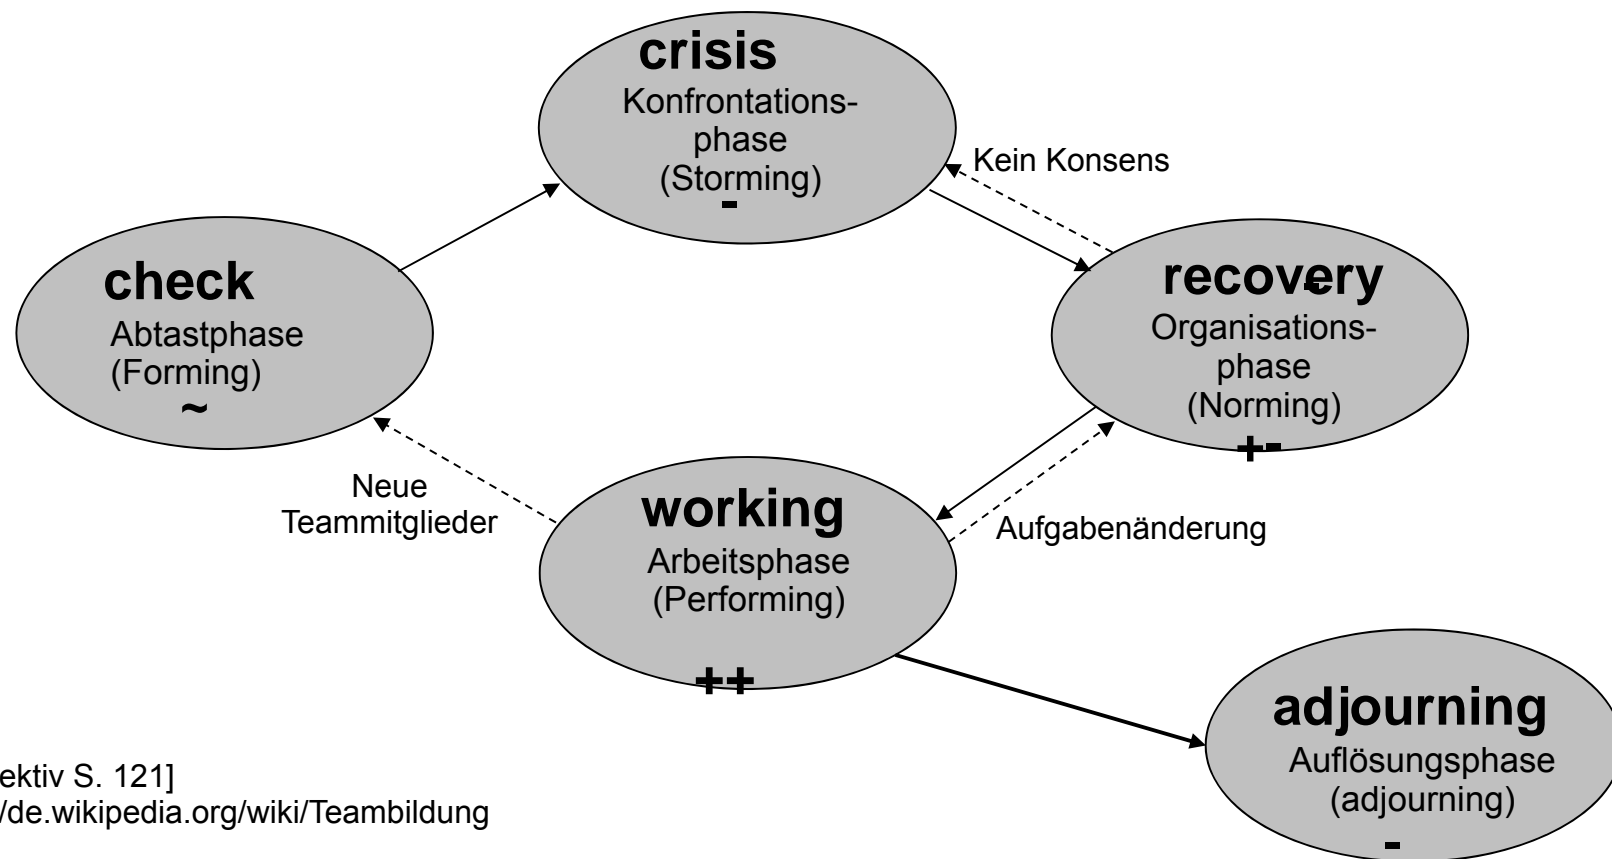 crisis
Konfrontations-
phase
(Storming)
-
Kein Konsens
check
Abtastphase
(Forming)
~
recovery
-
Organisations-
phase
(Norming)
+-
Neue
Teammitglieder
working
Arbeitsphase
(Performing)
++
Aufgabenänderung
adjourning
Auflösungsphase
(adjourning)
-
ektiv S. 121]
/de.wikipedia.org/wiki/Teambildung